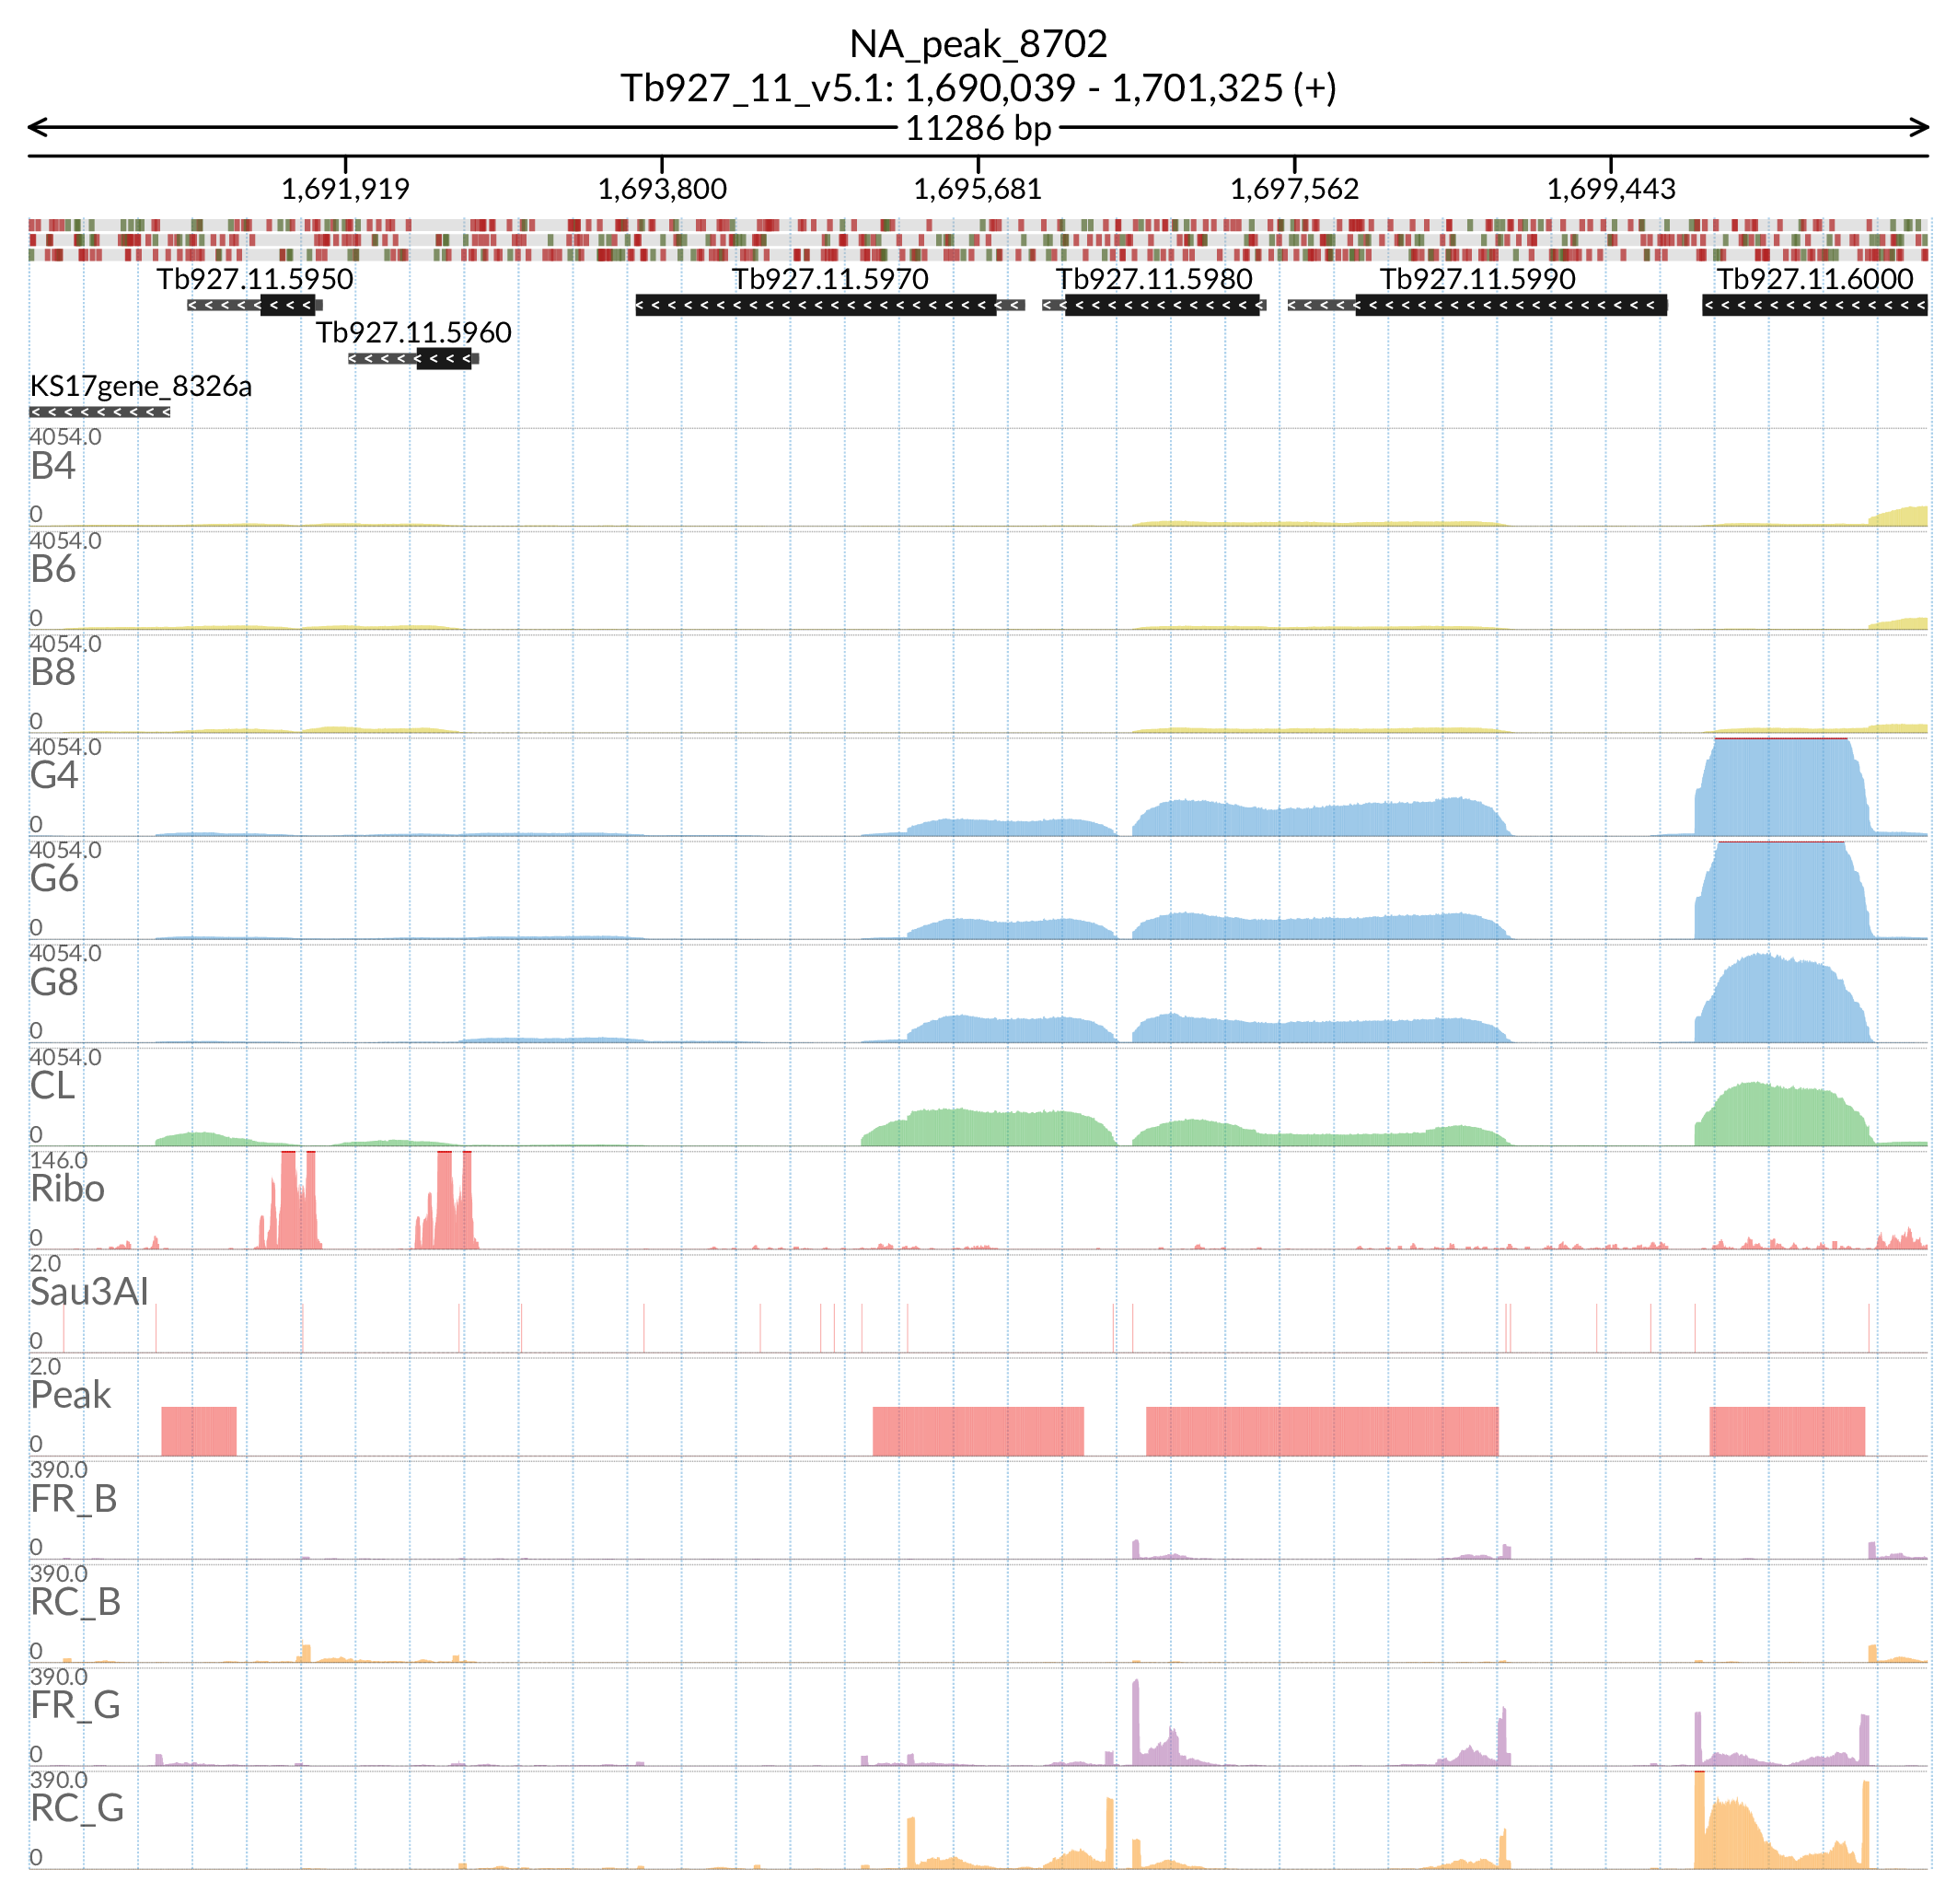 NA_peak_8702
Tb927_11_v5.1: 1,690,039 - 1,701,325 (+)
11286 bp
1,691,919 1,693,800 1,695,681 1,697,562 1,699,443
Tb927.11.5950 Tb927.11.5970 Tb927.11.5980 Tb927.11.5990 Tb927.11.6000
Tb927.11.5960
KS17gene_8326a
4054.0
B4
0
4054.0
B6
0
4054.0
B8
0
4054.0
G4
0
4054.0
G6
0
4054.0
G8
0
4054.0
CL
0
146.0
Ribo
0
2.0
Sau3AI
0
2.0
Peak
0
390.0
FR_B
0
390.0
RC_B
0
390.0
FR_G
0
390.0
RC_G
0